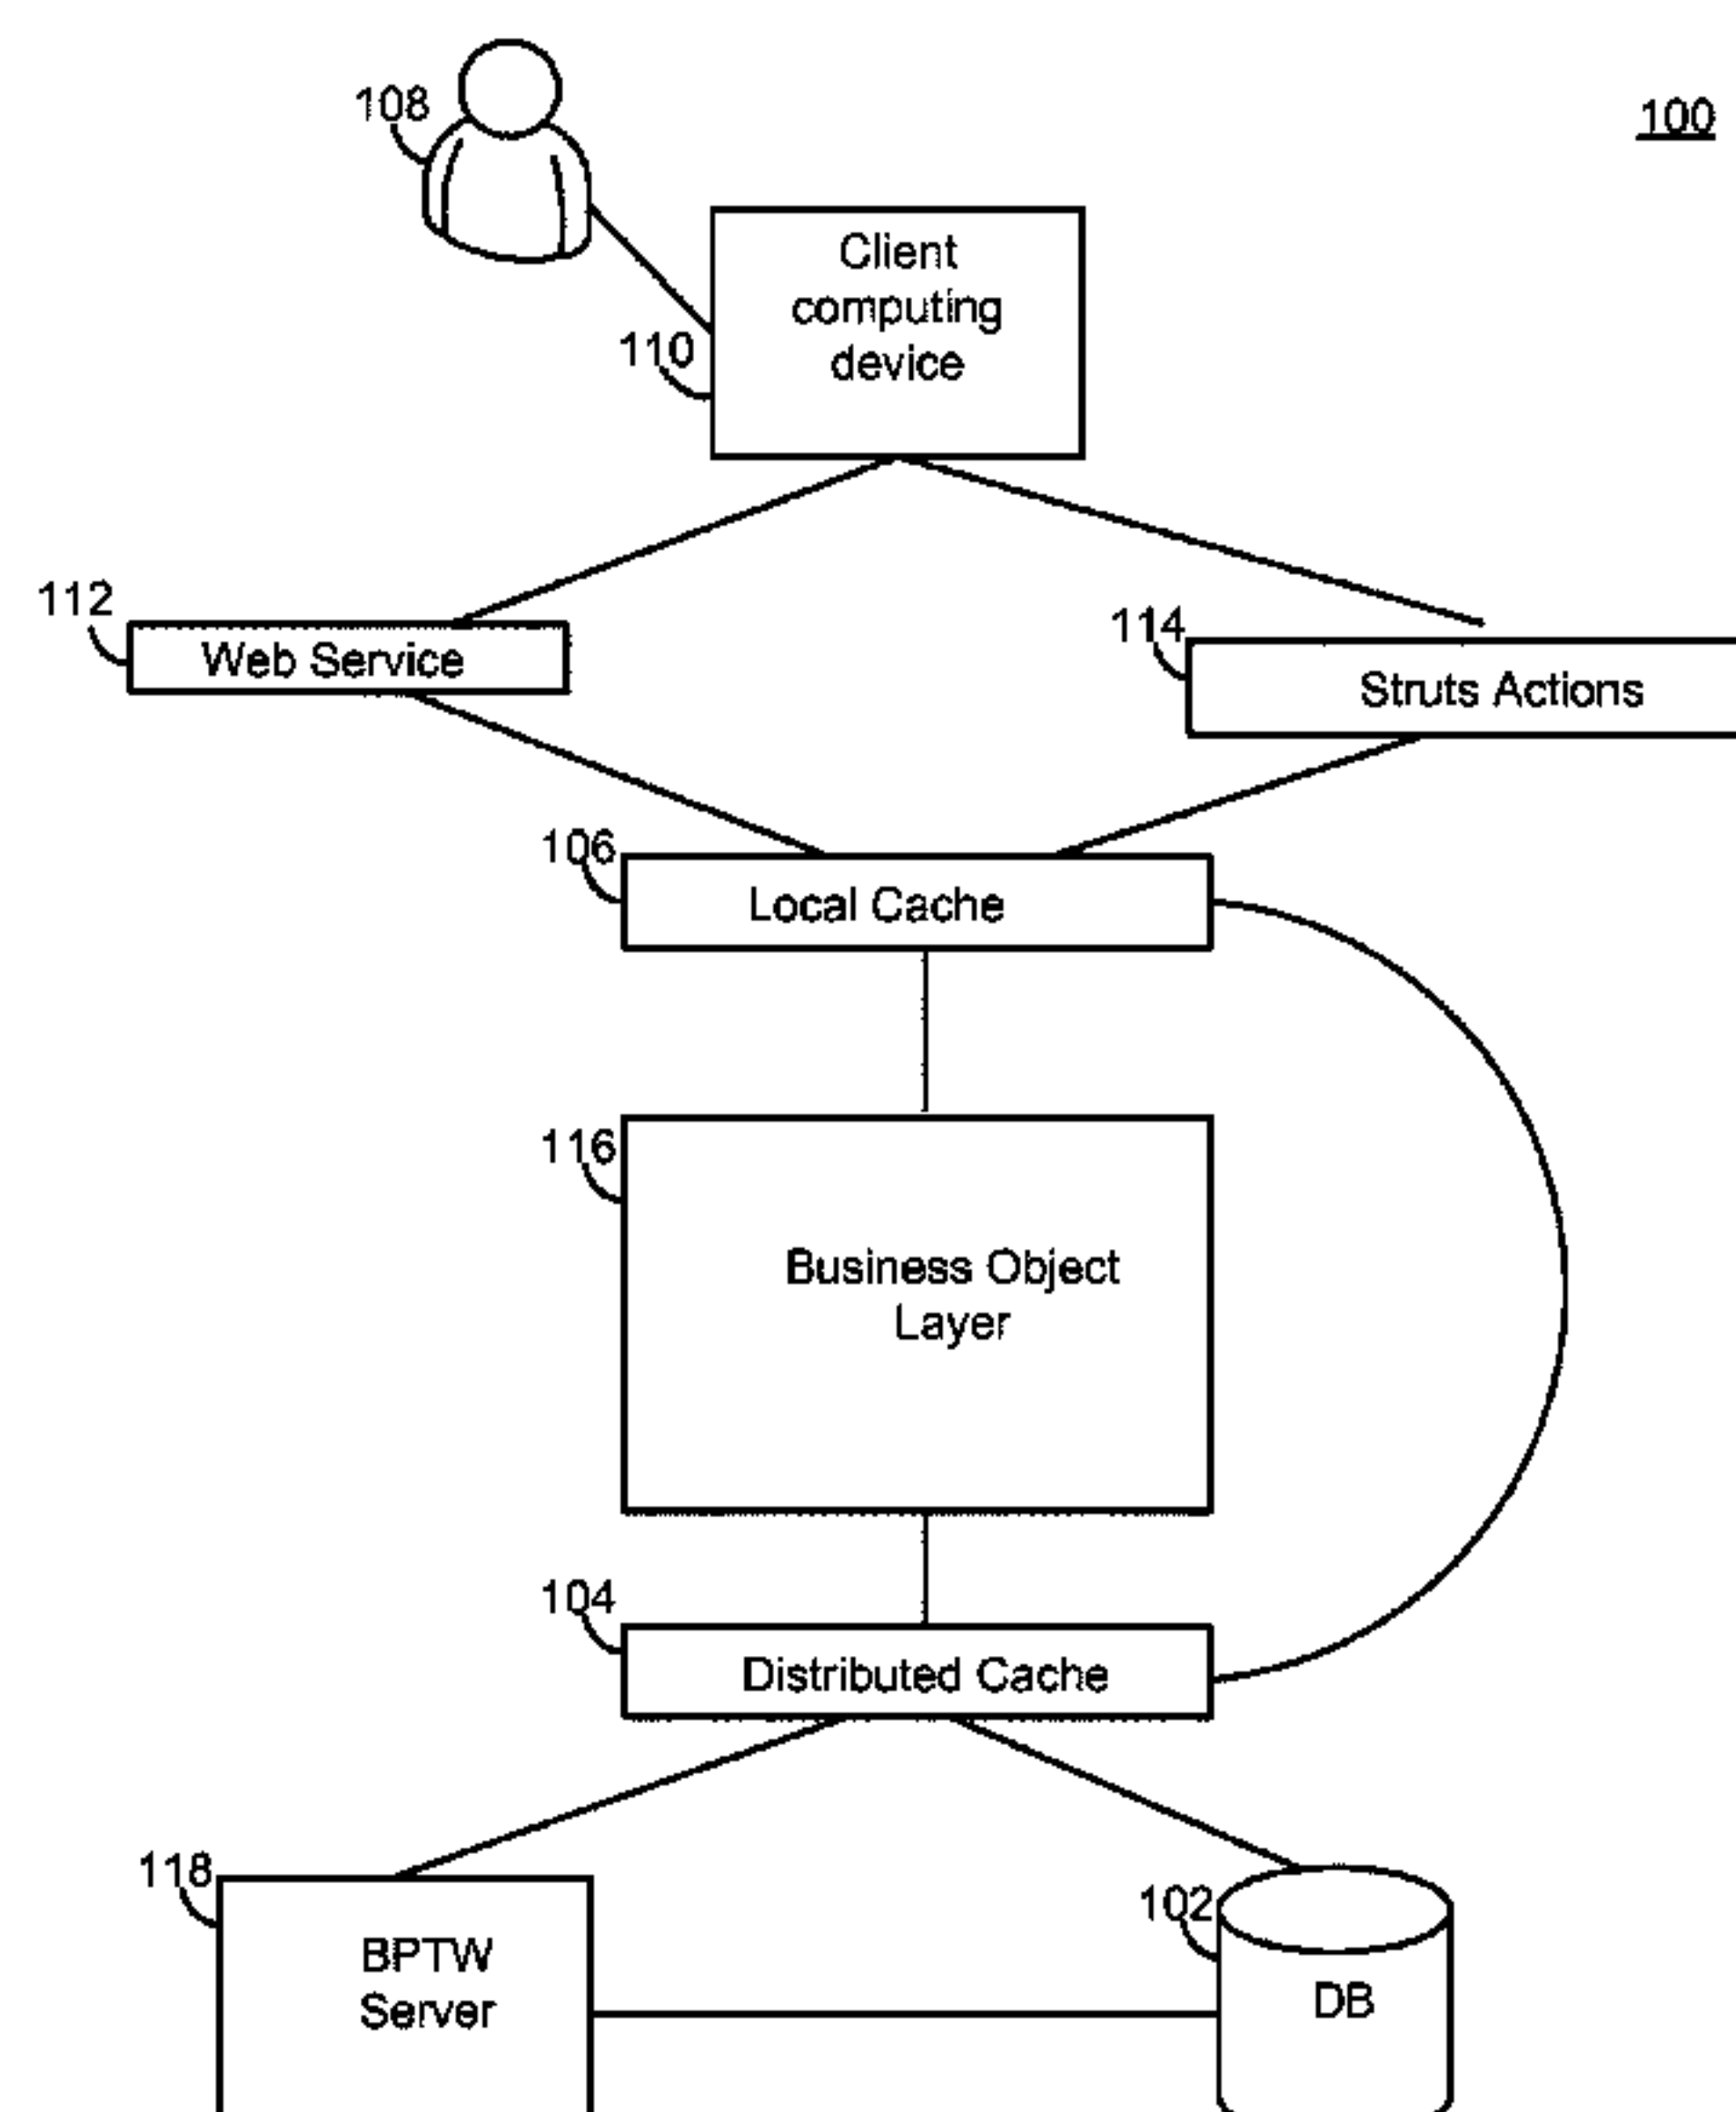 108
100
Client
computing
device
110
112
Web Service
114
Struts Actions
106
Local Cache
116
Business Object
Layer
104
Distributed Cache
118
BPTW
Server
102
DB